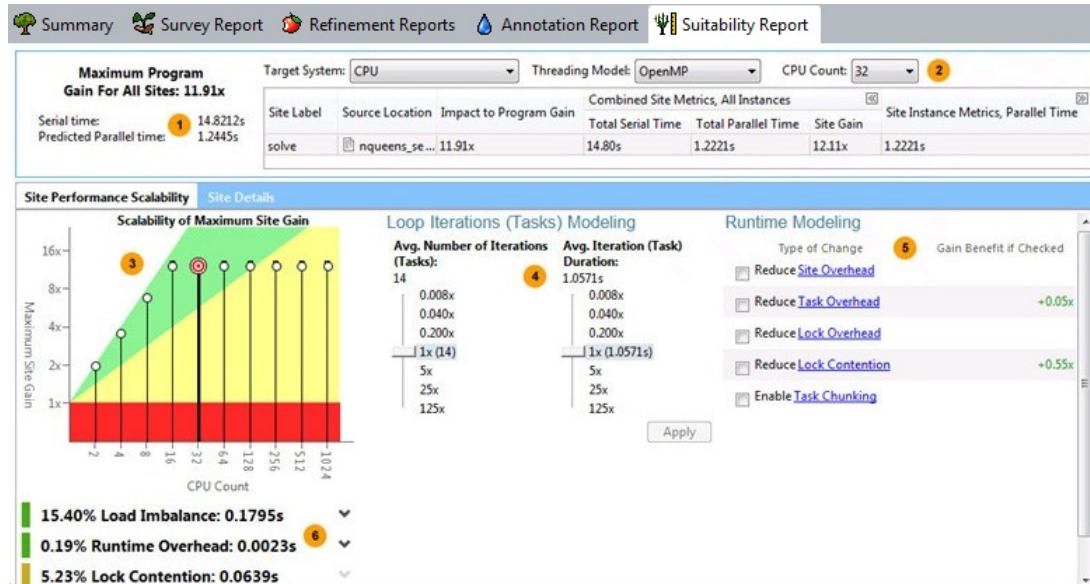 Summary Survey Report Refinement Reports Annotation Report Suitability Report
Maximum Program
Gain For All Sites: 11.91x
Serial time: 14.8212s
Predicted Parallel time: 1.2445s
1
Target System: CPU Threading Model: OpenMP CPU Count: 32 2
Site Label Source Location Impact to Program Gain Combined Site Metrics, All Instances Site Instance Metrics, Parallel Time
Total Serial Time Total Parallel Time Site Gain
solve nqueens_se... 11.91x 14.80s 1.2221s 12.11x 1.2221s
Site Performance Scalability Site Details
Scalability of Maximum Site Gain
Maximum Site Gain
16x
8x
4x
2x
1x
3
2 4 8 16 32 64 128 256 512 1024
CPU Count
Loop Iterations (Tasks) Modeling
Avg. Number of Iterations
(Tasks):
14
0.008x
0.040x
0.200x
1x (14)
5x
25x
125x
4
Avg. Iteration (Task)
Duration:
1.0571s
0.008x
0.040x
0.200x
1x (1.0571s)
5x
25x
125x
Apply
Runtime Modeling
Type of Change 5 Gain Benefit if Checked
Reduce Site Overhead
Reduce Task Overhead +0.05x
Reduce Lock Overhead
Reduce Lock Contention +0.55x
Enable Task Chunking
15.40% Load Imbalance: 0.1795s
0.19% Runtime Overhead: 0.0023s
6
5.23% Lock Contention: 0.0639s